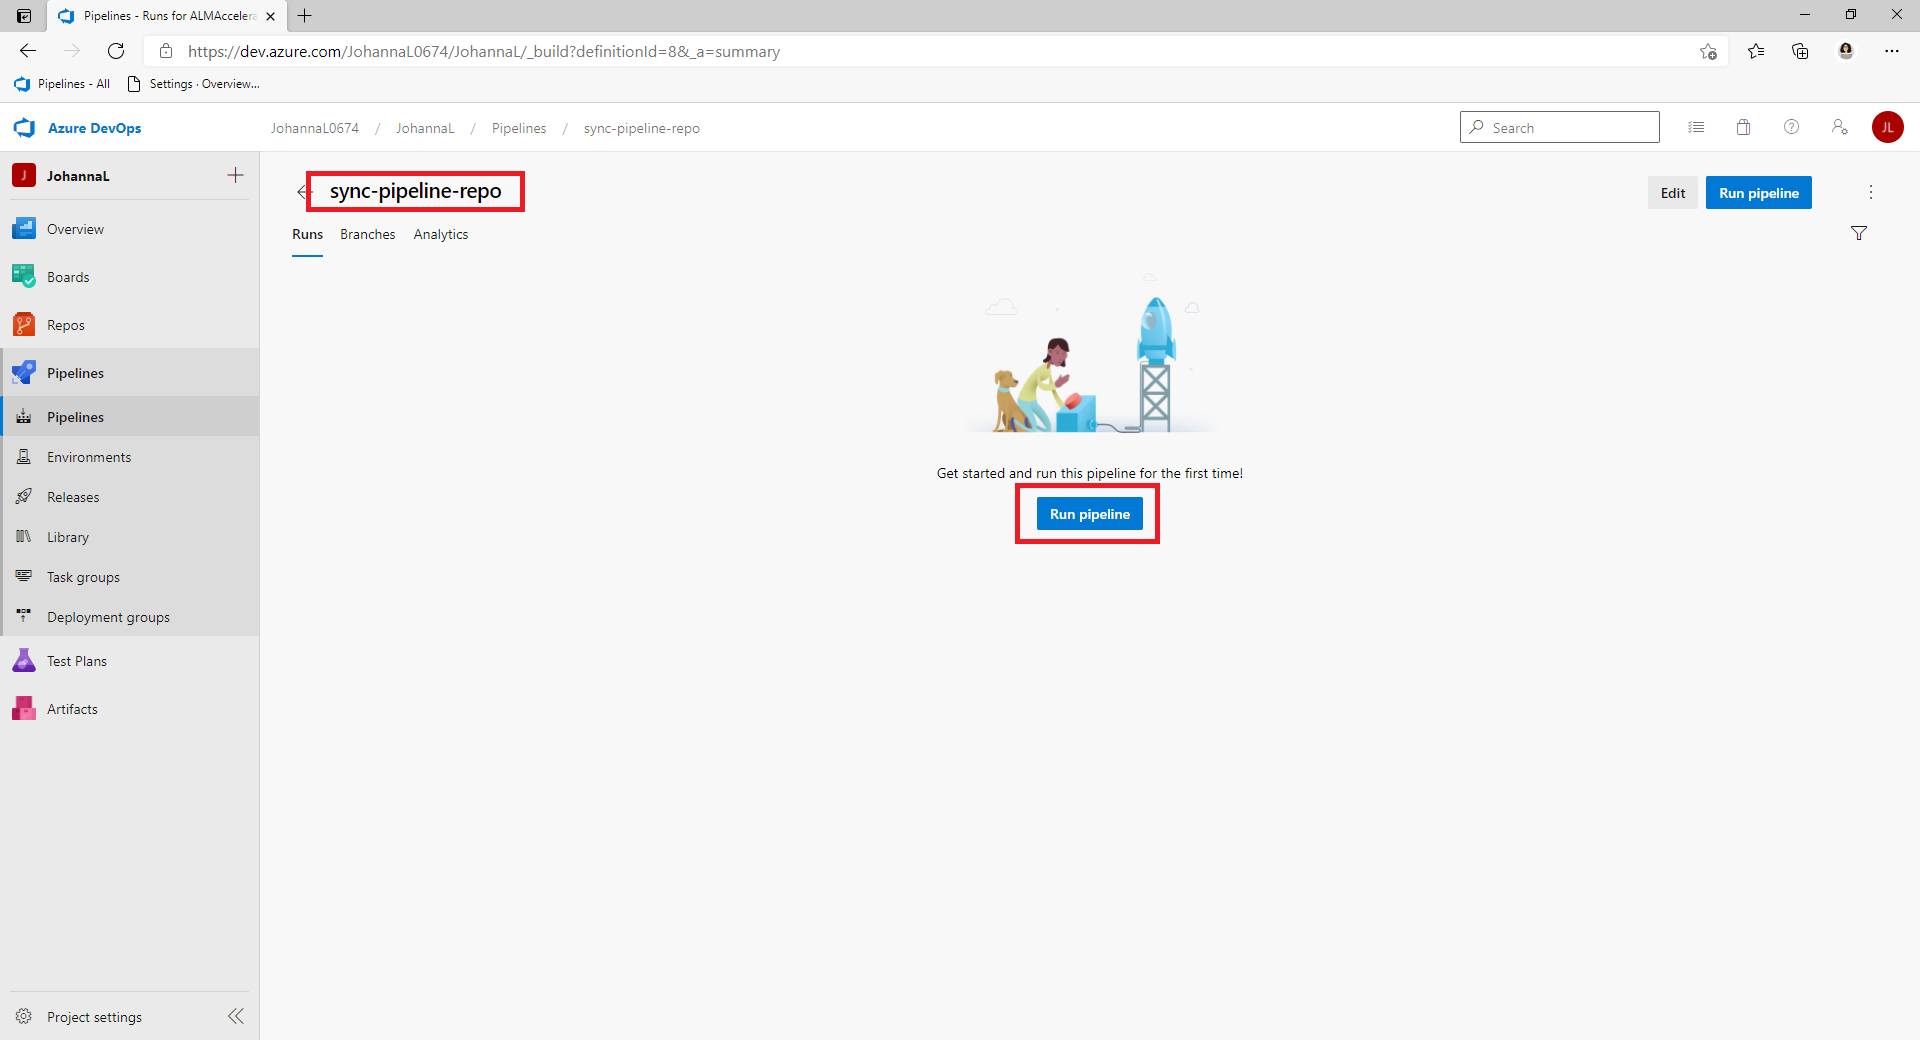 Pipelines - Runs for ALMAccelera
https://dev.azure.com/JohannaL0674/JohannaL/_build?definitionId=8&_a=summary
Pipelines - All
Settings · Overview...
Azure DevOps
JohannaL0674 / JohannaL / Pipelines / sync-pipeline-repo
Search
JL
J JohannaL
sync-pipeline-repo
Edit
Run pipeline
Runs Branches Analytics
Overview
Boards
Repos
Pipelines
Pipelines
Environments
Releases
Library
Task groups
Deployment groups
Test Plans
Artifacts
Get started and run this pipeline for the first time!
Run pipeline
Project settings